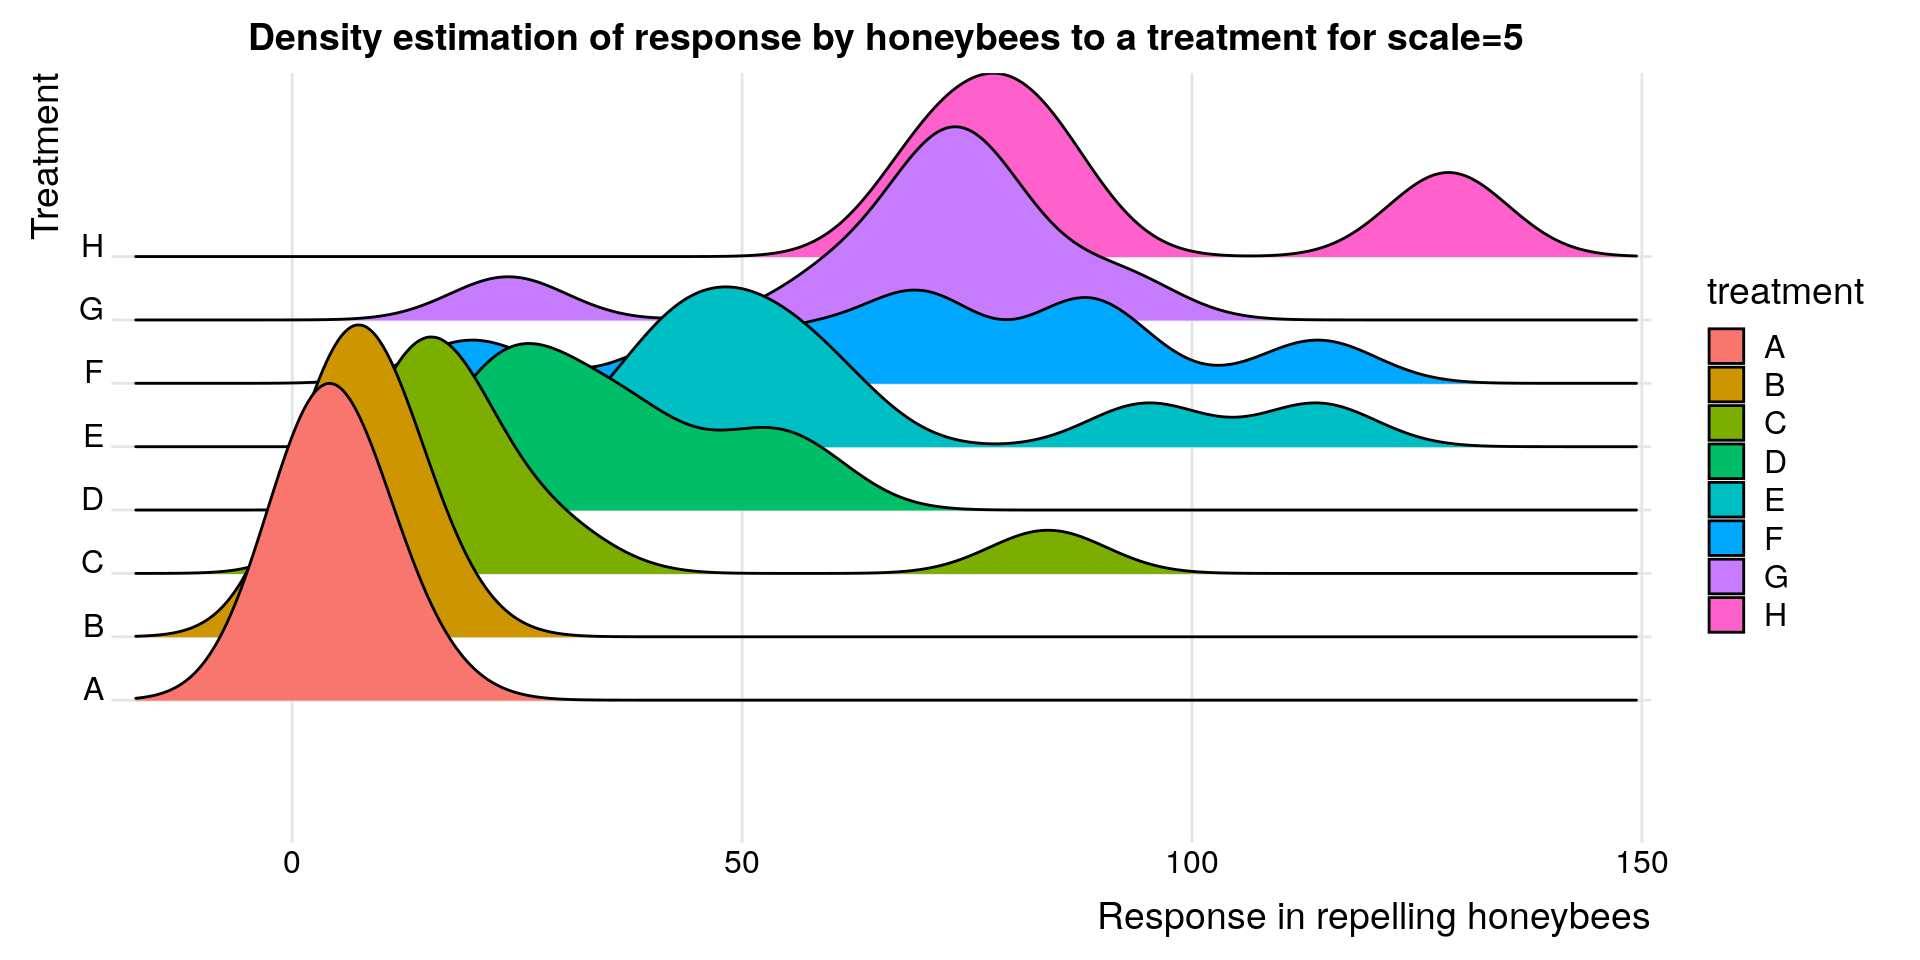 Density estimation of response by honeybees to a treatment for scale=5
Treatment
H
G
F
E
D
C
B
A
0 50 100 150
Response in repelling honeybees
treatment
A
B
C
D
E
F
G
H